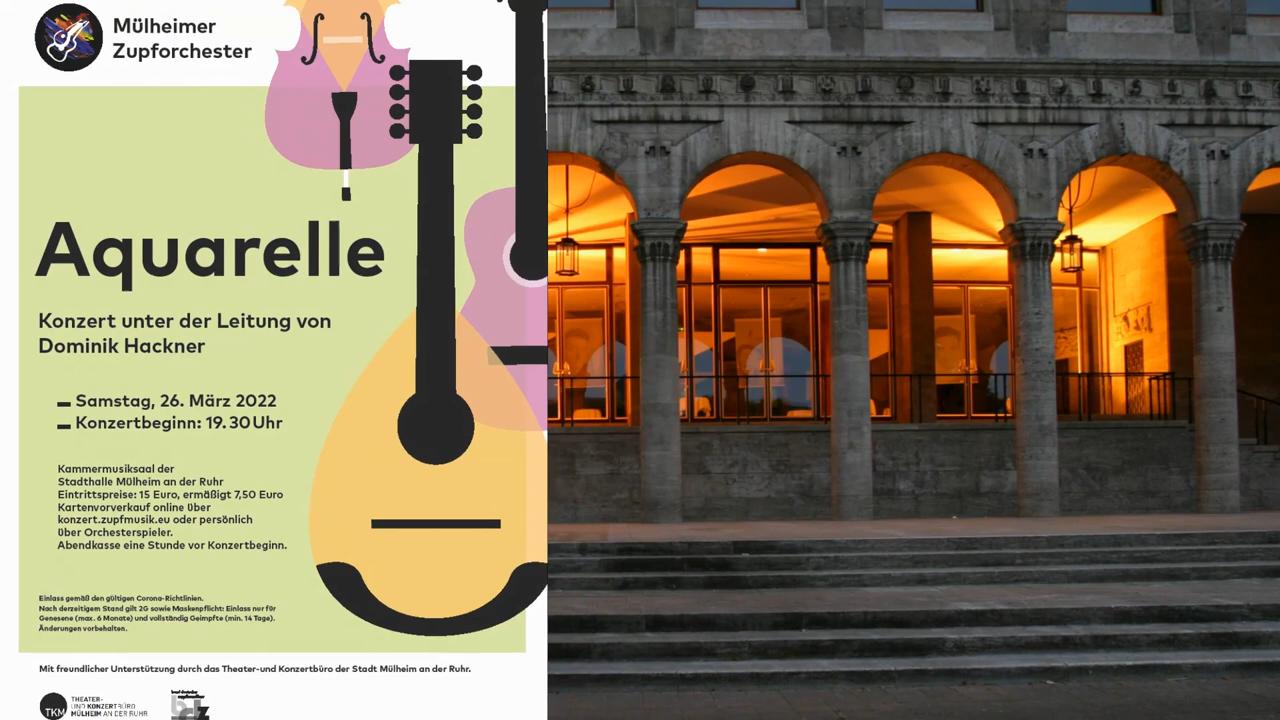 Mülheimer
Zupforchester
Aquarelle
Konzert unter der Leitung von
Dominik Hackner
Samstag, 26. März 2022
Konzertbeginn: 19.30 Uhr
Kammermusiksaal der
Stadthalle Mülheim an der Ruhr
Eintrittspreise: 15 Euro, ermäßigt 7,50 Euro
Kartenvorverkauf online über
konzert.zupfmusik.eu oder persönlich
über Orchesterspieler.
Abendkasse eine Stunde vor Konzertbeginn.
Einlass gemäß den gültigen Corona-Richtlinien.
Nach derzeitigem Stand gilt 2G sowie Maskenpflicht: Einlass nur für
Genesene (max. 6 Monate) und vollständig Geimpfte (min. 14 Tage).
Änderungen vorbehalten.
Mit freundlicher Unterstützung durch das Theater-und Konzertbüro der Stadt Mülheim an der Ruhr.
TKM
THEATER-
UND KONZERTBÜRO
MÜLHEIM AN DER RUHR
bdz